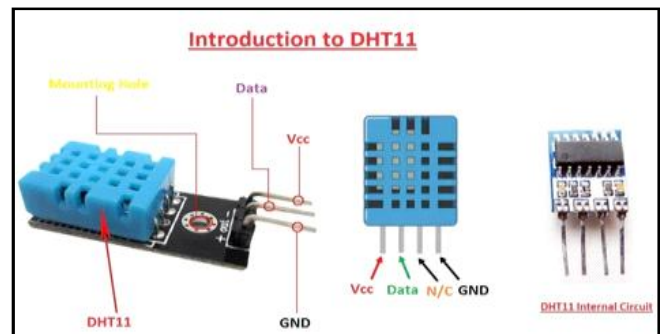 Introduction to DHT11
Mounting Hole
Data
Vcc
DHT11
GND
Vcc Data N/C GND
DHT11 Internal Circuit